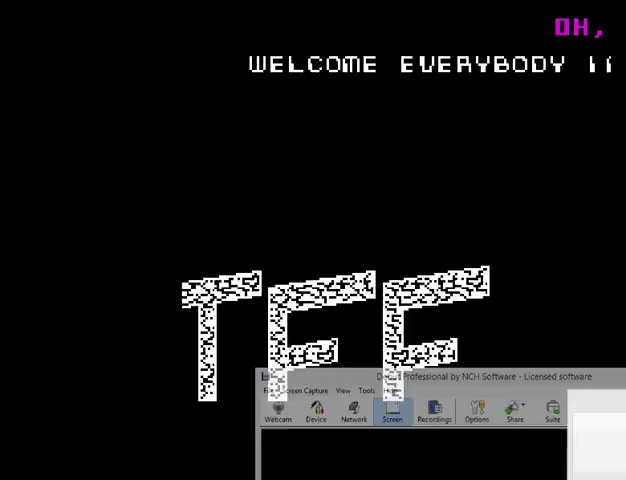 OH,
WELCOME EVERYBODY
TFF
Professional by NCH Software - Licensed software
Screen Capture View Tools
Webcam Device Network Screen Recordings Options Share Suite